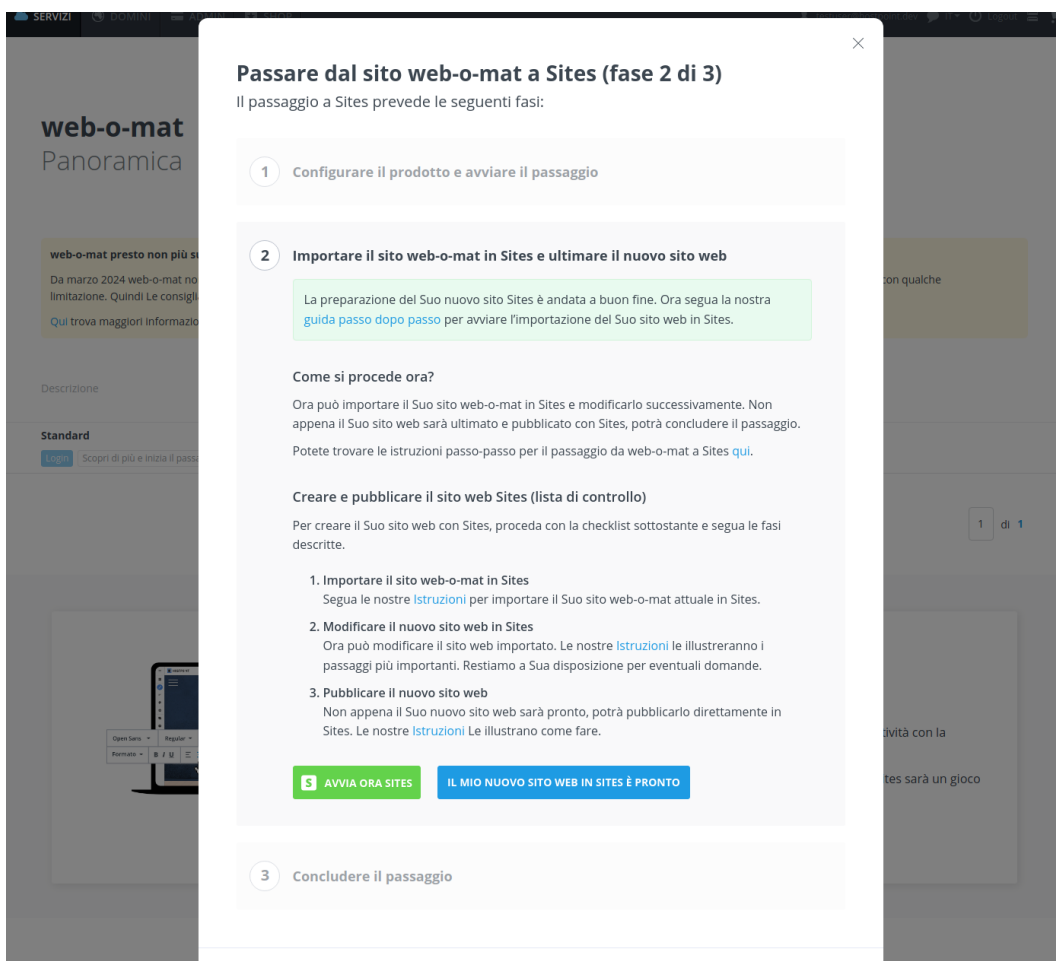 SERVIZI
DOMINI
ADMIN
SHOP
IT
Logout
Passare dal sito web-o-mat a Sites (fase 2 di 3)
Il passaggio a Sites prevede le seguenti fasi:
web-o-mat
Panoramica
1 Configurare il prodotto e avviare il passaggio
web-o-mat presto non più su
Da marzo 2024 web-o-mat no
con qualche
limitazione. Quindi Le consigli
Qui trova maggiori informazio
2 Importare il sito web-o-mat in Sites e ultimare il nuovo sito web
La preparazione del Suo nuovo sito Sites è andata a buon fine. Ora segua la nostra
guida passo dopo passo per avviare l'importazione del Suo sito web in Sites.
Descrizione
Standard
Login
Scopri di più e inizia il passa
Come si procede ora?
Ora può importare il Suo sito web-o-mat in Sites e modificarlo successivamente. Non
appena il Suo sito web sarà ultimato e pubblicato con Sites, potrà concludere il passaggio.
Potete trovare le istruzioni passo-passo per il passaggio da web-o-mat a Sites qui.
Creare e pubblicare il sito web Sites (lista di controllo)
Per creare il Suo sito web con Sites, proceda con la checklist sottostante e segua le fasi
descritte.
1 di 1
1. Importare il sito web-o-mat in Sites
Segua le nostre Istruzioni per importare il Suo sito web-o-mat attuale in Sites.
2. Modificare il nuovo sito web in Sites
Ora può modificare il sito web importato. Le nostre Istruzioni le illustreranno i
passaggi più importanti. Restiamo a Sua disposizione per eventuali domande.
3. Pubblicare il nuovo sito web
Non appena il Suo nuovo sito web sarà pronto, potrà pubblicarlo direttamente in
Sites. Le nostre Istruzioni Le illustrano come fare.
Open Sans
Regular
Formato
B I U
tività con la
tes sarà un gioco
S AVVIA ORA SITES
IL MIO NUOVO SITO WEB IN SITES È PRONTO
3 Concludere il passaggio